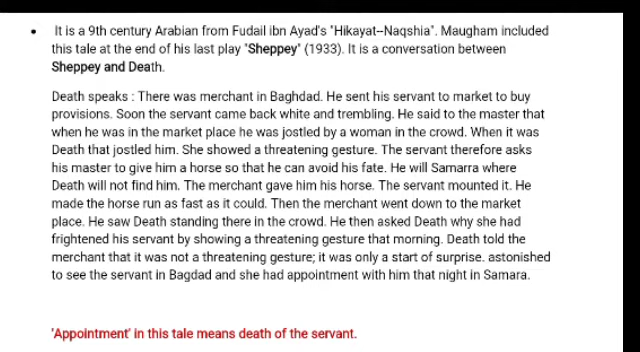 • It is a 9th century Arabian from Fudail ibn Ayad's "Hikayat--Naqshia". Maugham included
this tale at the end of his last play "Sheppey" (1933). It is a conversation between
Sheppey and Death.
Death speaks : There was merchant in Baghdad. He sent his servant to market to buy
provisions. Soon the servant came back white and trembling. He said to the master that
when he was in the market place he was jostled by a woman in the crowd. When it was
Death that jostled him. She showed a threatening gesture. The servant therefore asks
his master to give him a horse so that he can avoid his fate. He will Samarra where
Death will not find him. The merchant gave him his horse. The servant mounted it. He
made the horse run as fast as it could. Then the merchant went down to the market
place. He saw Death standing there in the crowd. He then asked Death why she had
frightened his servant by showing a threatening gesture that morning. Death told the
merchant that it was not a threatening gesture; it was only a start of surprise. astonished
to see the servant in Bagdad and she had appointment with him that night in Samara.
'Appointment' in this tale means death of the servant.